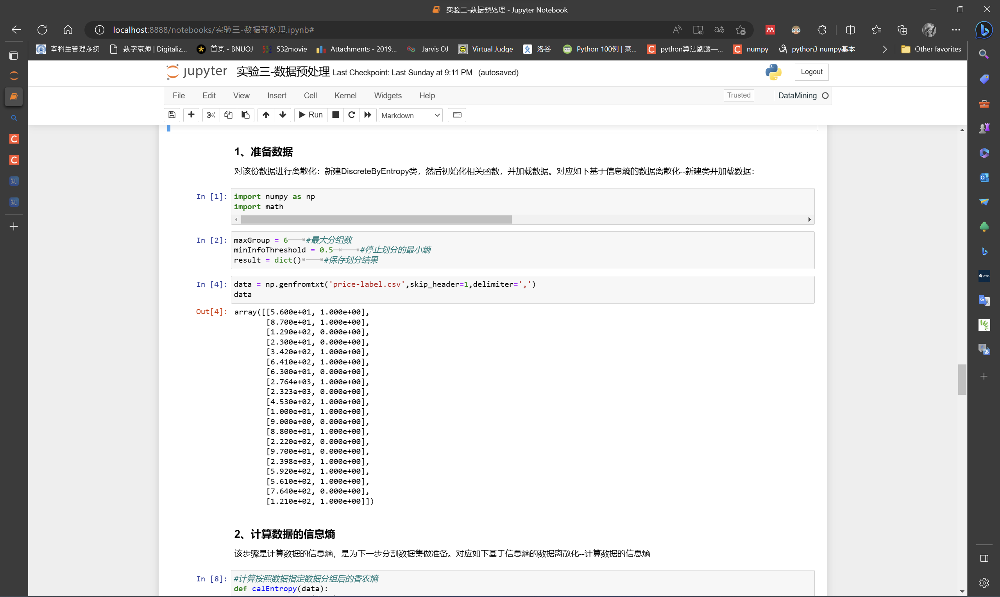 实验三-数据预处理 - Jupyter Notebook
localhost:8888/notebooks/实验三-数据预处理.ipynb#
本科生管理系统 数字京师 | Digitaliz... 首页 - BNUOJ 532movie Attachments - 2019... Jarvis OJ Virtual Judge 洛谷 Python 100例 | 菜... python算法刷题—... numpy python3 numpy基本 Other favorites
jupyter 实验三-数据预处理 Last Checkpoint: Last Sunday at 9:11 PM (autosaved) Logout
File Edit View Insert Cell Kernel Widgets Help Trusted DataMining
Run Markdown
1、准备数据
对该份数据进行离散化：新建DiscreteByEntropy类，然后初始化相关函数，并加载数据。对应如下基于信息熵的数据离散化--新建类并加载数据：
In [1]: import numpy as np
import math
In [2]: maxGroup = 6 #最大分组数
minInfoThreshold = 0.5 #停止划分的最小熵
result = dict() #保存划分结果
In [4]: data = np.genfromtxt('price-label.csv',skip_header=1,delimiter=',')
data
Out[4]: array([[5.600e+01, 1.000e+00],
[8.700e+01, 1.000e+00],
[1.290e+02, 0.000e+00],
[2.300e+01, 0.000e+00],
[3.420e+02, 1.000e+00],
[6.410e+02, 1.000e+00],
[6.300e+01, 0.000e+00],
[2.764e+03, 1.000e+00],
[2.323e+03, 0.000e+00],
[4.530e+02, 1.000e+00],
[1.000e+01, 1.000e+00],
[9.000e+00, 0.000e+00],
[8.800e+01, 1.000e+00],
[2.220e+02, 0.000e+00],
[9.700e+01, 0.000e+00],
[2.398e+03, 1.000e+00],
[5.920e+02, 1.000e+00],
[5.610e+02, 1.000e+00],
[7.640e+02, 0.000e+00],
[1.210e+02, 1.000e+00]])
2、计算数据的信息熵
该步骤是计算数据的信息熵，是为下一步分割数据集做准备。对应如下基于信息熵的数据离散化--计算数据的信息熵
In [8]: #计算按照数据指定数据分组后的香农熵
def calEntropy(data):